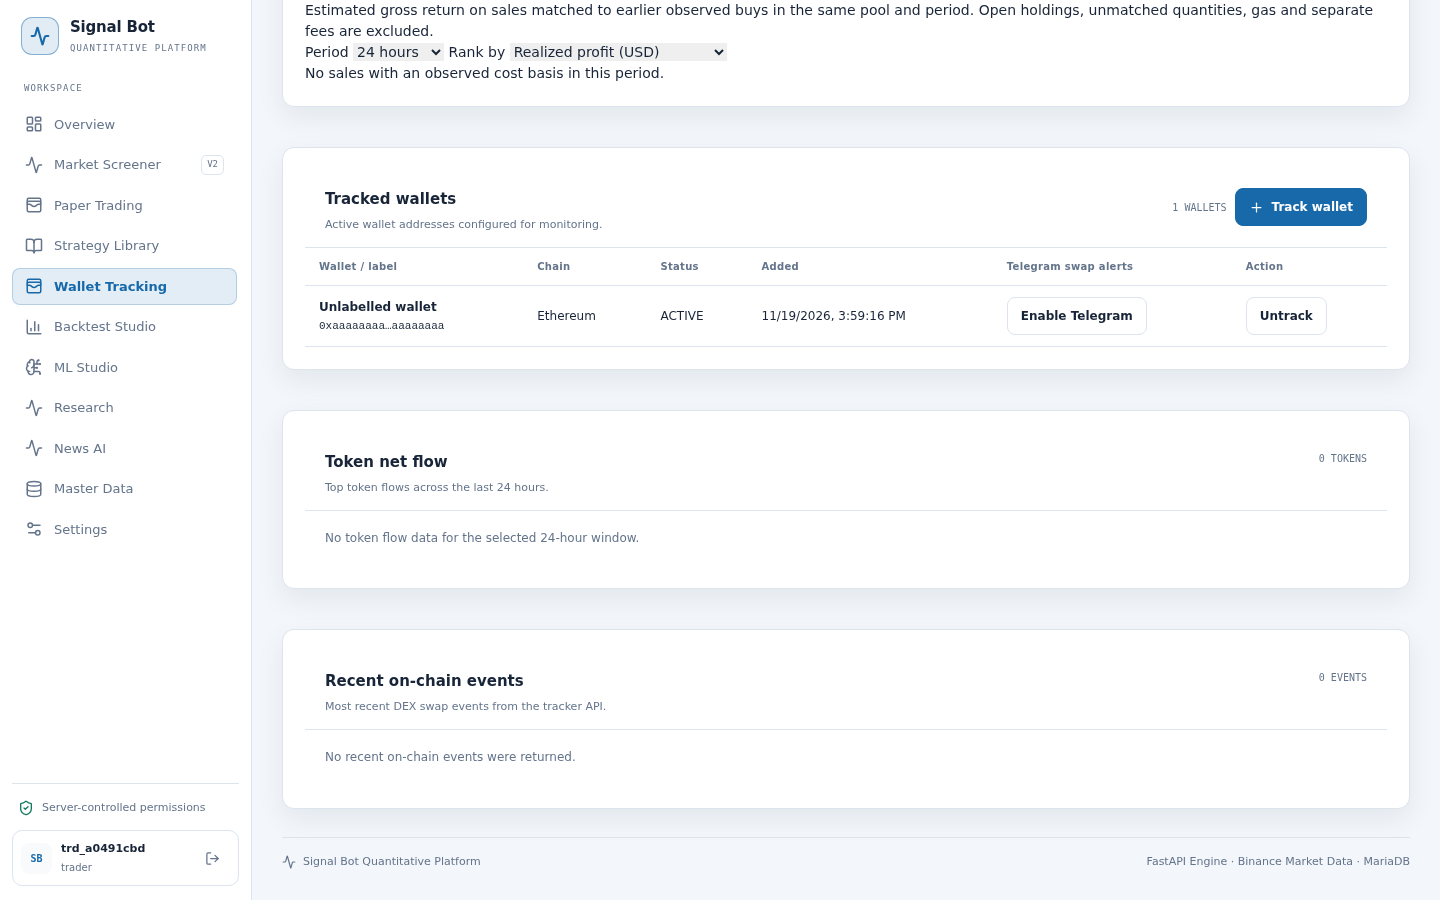 Signal Bot
QUANTITATIVE PLATFORM
WORKSPACE
Overview
Market Screener V2
Paper Trading
Strategy Library
Wallet Tracking
Backtest Studio
ML Studio
Research
News AI
Master Data
Settings
Server-controlled permissions
SB trd_a0491cbd
trader
Estimated gross return on sales matched to earlier observed buys in the same pool and period. Open holdings, unmatched quantities, gas and separate
fees are excluded.
Period 24 hours Rank by Realized profit (USD)
No sales with an observed cost basis in this period.
Tracked wallets
Active wallet addresses configured for monitoring.
1 WALLETS + Track wallet
Wallet / label Chain Status Added Telegram swap alerts Action
Unlabelled wallet
0xaaaaaaaa…aaaaaaaa Ethereum ACTIVE 11/19/2026, 3:59:16 PM Enable Telegram Untrack
Token net flow 0 TOKENS
Top token flows across the last 24 hours.
No token flow data for the selected 24-hour window.
Recent on-chain events 0 EVENTS
Most recent DEX swap events from the tracker API.
No recent on-chain events were returned.
Signal Bot Quantitative Platform FastAPI Engine · Binance Market Data · MariaDB